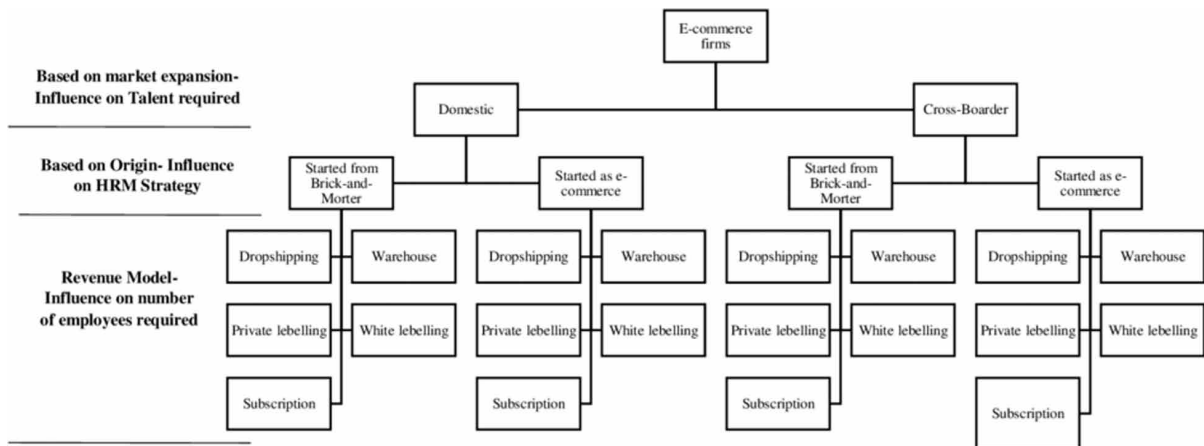 E-commerce
firms
Based on market expansion-
Influence on Talent required
Domestic
Cross-Boarder
Based on Origin- Influence
on HRM Strategy
Started from
Brick-and-
Morter
Started as e-
commerce
Started from
Brick-and-
Morter
Started as e-
commerce
Revenue Model-
Influence on number
of employees required
Dropshipping
Warehouse
Dropshipping
Warehouse
Dropshipping
Warehouse
Dropshipping
Warehouse
Private lebelling
White lebelling
Private lebelling
White lebelling
Private lebelling
White lebelling
Private lebelling
White lebelling
Subscription
Subscription
Subscription
Subscription